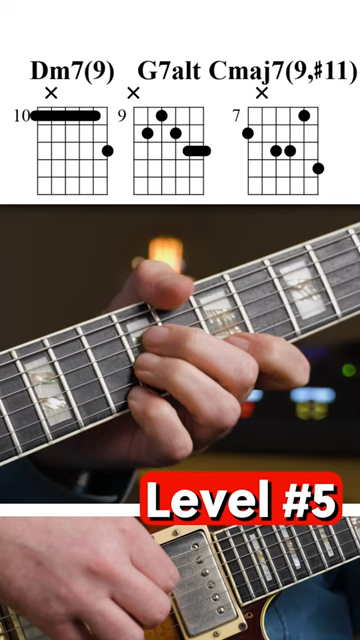 Dm7(9) G7alt Cmaj7(9,♯11)
× × ×
10 9 7
Level #5